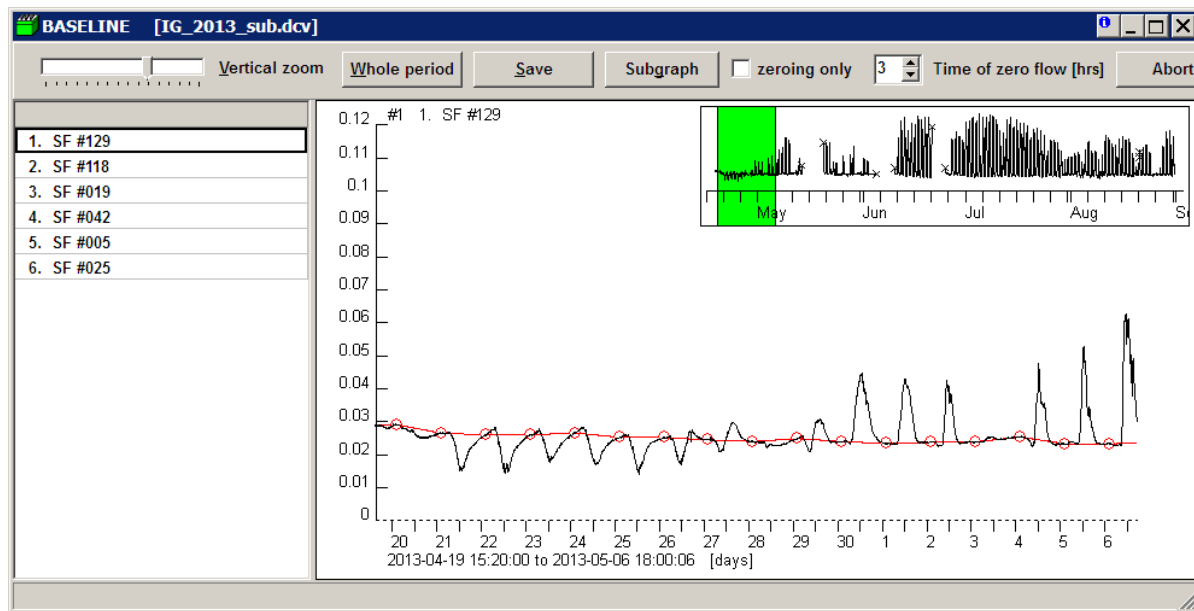 BASELINE [IG_2013_sub.dcv]
Vertical zoom Whole period Save Subgraph zeroing only 3 Time of zero flow [hrs] Abort
1. SF #129
2. SF #118
3. SF #019
4. SF #042
5. SF #005
6. SF #025
#1 1. SF #129
0.12
0.11
0.1
0.09
0.08
0.07
0.06
0.05
0.04
0.03
0.02
0.01
0
May Jun Jul Aug Se
20 21 22 23 24 25 26 27 28 29 30 1 2 3 4 5 6
2013-04-19 15:20:00 to 2013-05-06 18:00:06 [days]